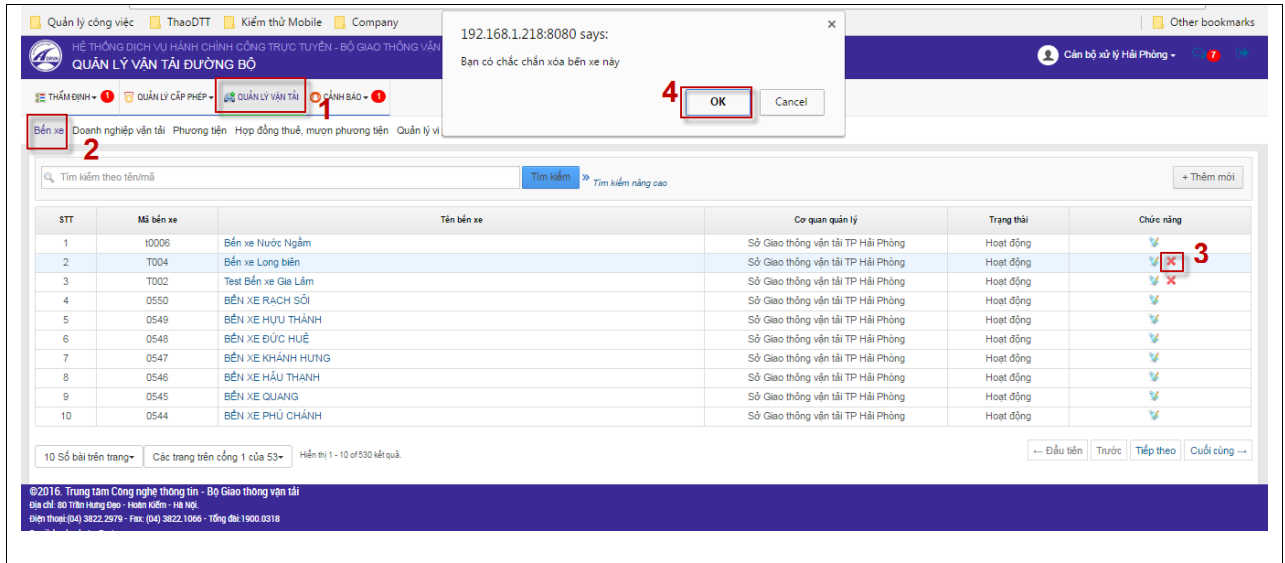 Quản lý công việc ThaoDTT Kiểm thử Mobile Company Other bookmarks
192.168.1.218:8080 says:
Bạn có chắc chắn xóa bến xe này
OK Cancel
4
HỆ THỐNG DỊCH VỤ HÀNH CHÍNH CÔNG TRỰC TUYẾN - BỘ GIAO THÔNG VẬN
QUẢN LÝ VẬN TẢI ĐƯỜNG BỘ
Cán bộ xử lý Hải Phòng 7
THẨM ĐỊNH 1 QUẢN LÝ CẤP PHÉP QUẢN LÝ VẬN TẢI CẢNH BÁO 1
1
Bến xe Doanh nghiệp vận tải Phương tiện Hợp đồng thuê, mượn phương tiện Quản lý vi
2
Tìm kiếm theo tên/mã Tìm kiếm » Tìm kiếm nâng cao + Thêm mới
STT Mã bến xe Tên bến xe Cơ quan quản lý Trạng thái Chức năng
1 t0006 Bến xe Nước Ngầm Sở Giao thông vận tải TP Hải Phòng Hoạt động
2 T004 Bến xe Long biên Sở Giao thông vận tải TP Hải Phòng Hoạt động 3
3 T002 Test Bến xe Gia Lâm Sở Giao thông vận tải TP Hải Phòng Hoạt động
4 0550 BẾN XE RẠCH SỎI Sở Giao thông vận tải TP Hải Phòng Hoạt động
5 0549 BẾN XE HỰU THÀNH Sở Giao thông vận tải TP Hải Phòng Hoạt động
6 0548 BẾN XE ĐỨC HUỆ Sở Giao thông vận tải TP Hải Phòng Hoạt động
7 0547 BẾN XE KHÁNH HƯNG Sở Giao thông vận tải TP Hải Phòng Hoạt động
8 0546 BẾN XE HẬU THẠNH Sở Giao thông vận tải TP Hải Phòng Hoạt động
9 0545 BẾN XE QUANG Sở Giao thông vận tải TP Hải Phòng Hoạt động
10 0544 BẾN XE PHÚ CHÁNH Sở Giao thông vận tải TP Hải Phòng Hoạt động
10 Số bài trên trang Các trang trên cổng 1 của 53 Hiển thị 1 - 10 of 530 kết quả. ← Đầu tiên Trước Tiếp theo Cuối cùng →
©2016. Trung tâm Công nghệ thông tin - Bộ Giao thông vận tải
Địa chỉ: 80 Trần Hưng Đạo - Hoàn Kiếm - Hà Nội.
Điện thoại:(04) 3822.2979 - Fax: (04) 3822.1066 - Tổng đài:1900.0318